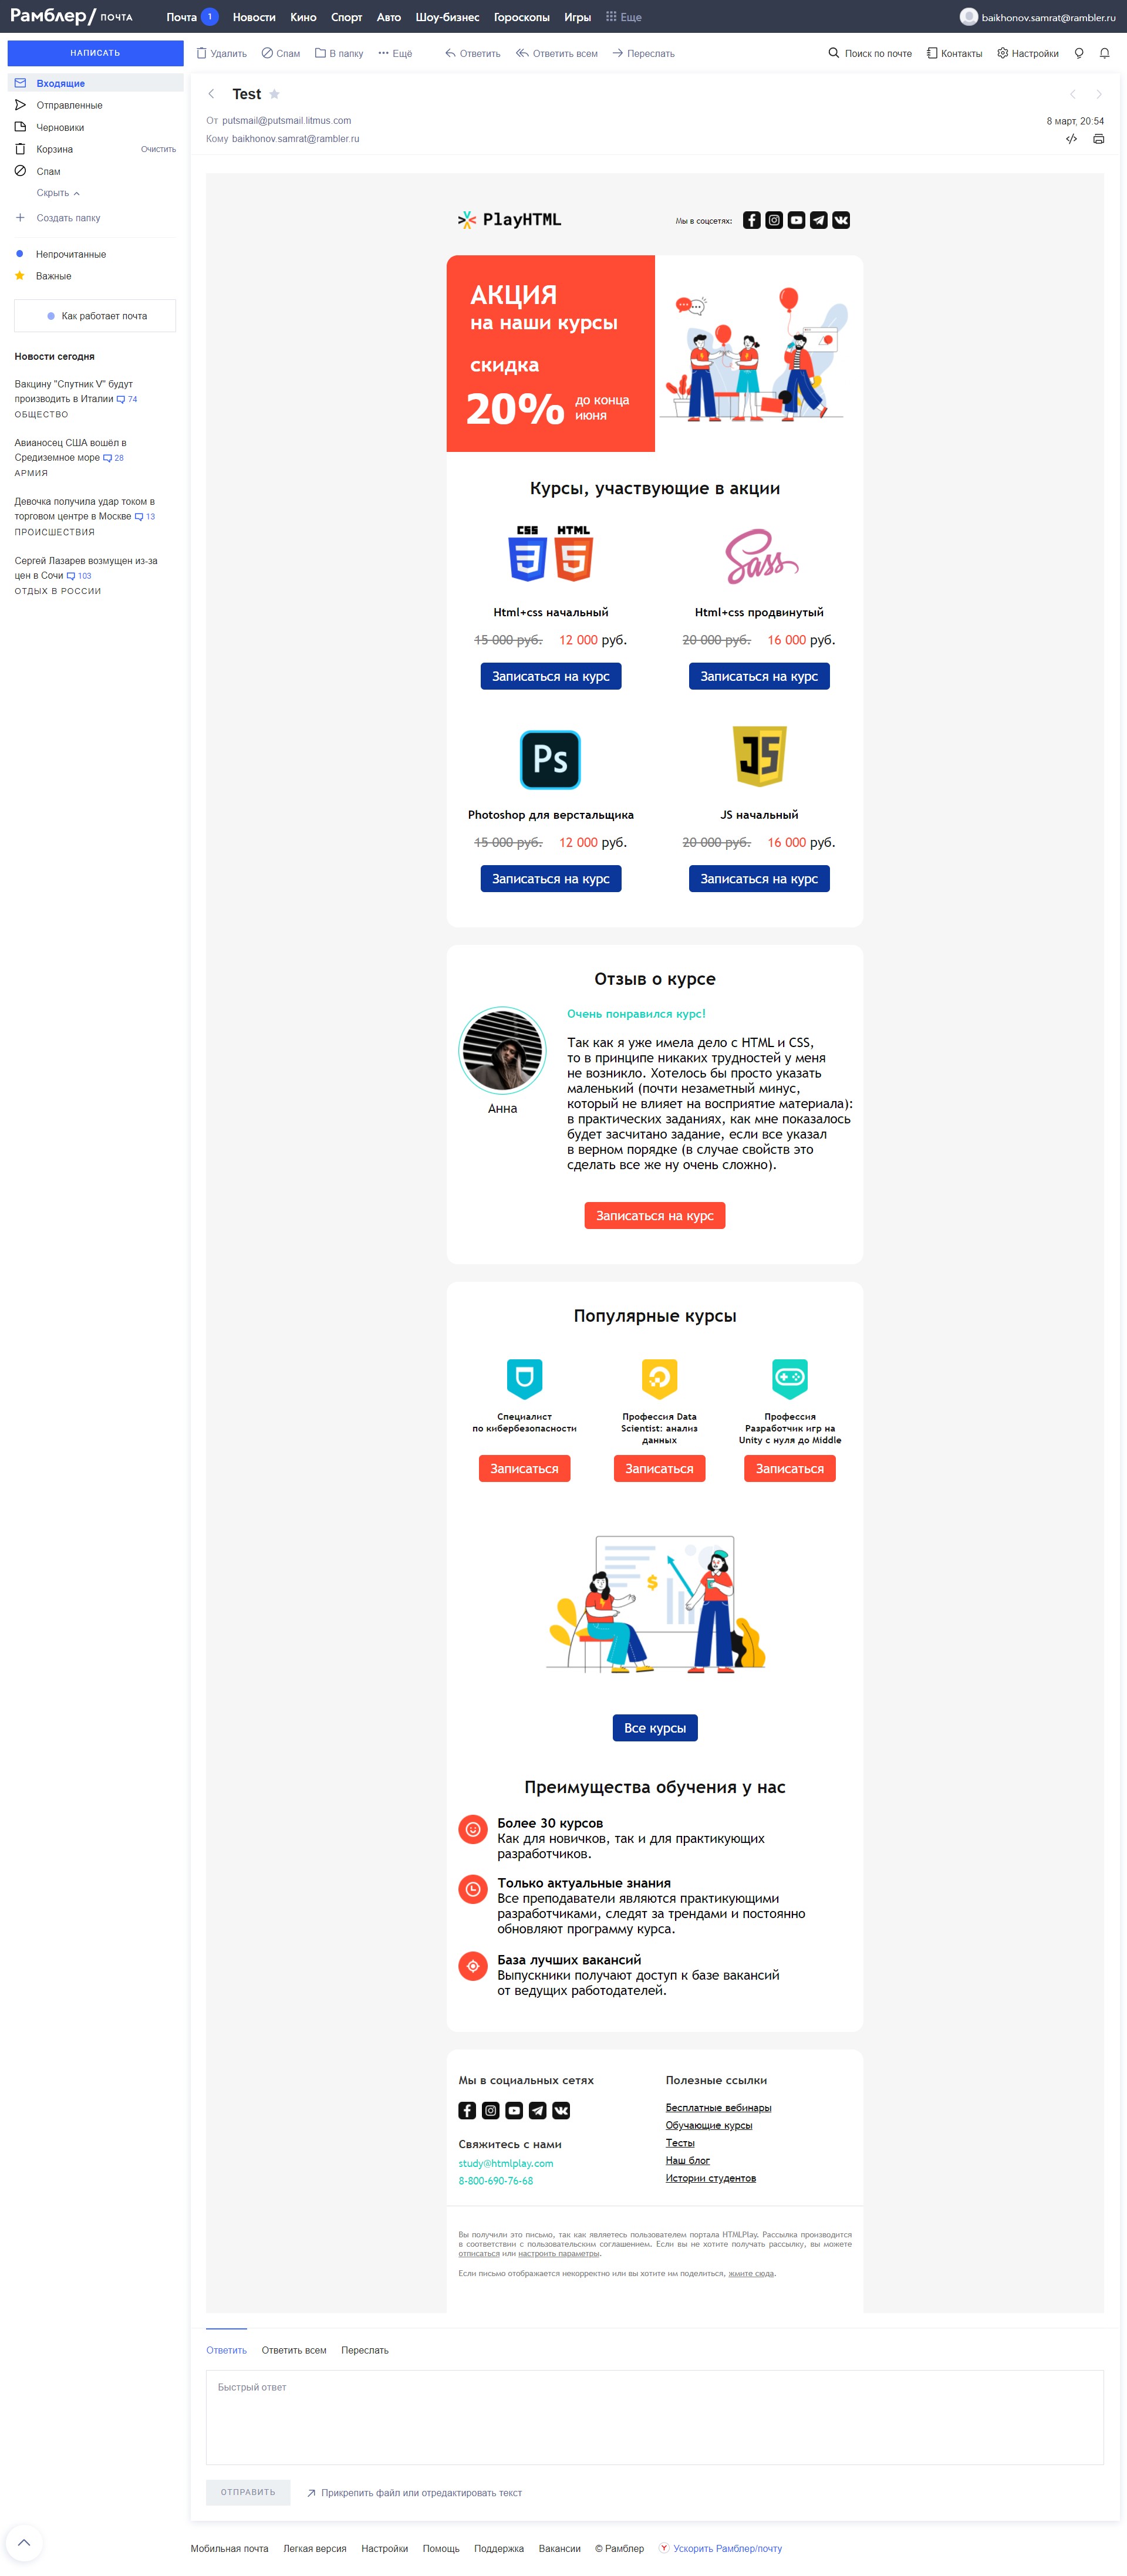 Рамблер/ почта
Почта 1 Новости Кино Спорт Авто Шоу-бизнес Гороскопы Игры Еще
baikhonov.samrat@rambler.ru
НАПИСАТЬ
Удалить Спам В папку Ещё Ответить Ответить всем Переслать
Поиск по почте Контакты Настройки
Входящие
Отправленные
Черновики
Корзина Очистить
Спам
Скрыть
Создать папку
Непрочитанные
Важные
Как работает почта
Новости сегодня
Вакцину "Спутник V" будут
производить в Италии 74
ОБЩЕСТВО
Авианосец США вошёл в
Средиземное море 28
АРМИЯ
Девочка получила удар током в
торговом центре в Москве 13
ПРОИСШЕСТВИЯ
Сергей Лазарев возмущен из-за
цен в Сочи 103
ОТДЫХ В РОССИИ
Test
От putsmail@putsmail.litmus.com
8 март, 20:54
Кому baikhonov.samrat@rambler.ru
PlayHTML
Мы в соцсетях:
АКЦИЯ
на наши курсы
скидка
20% до конца
июня
Курсы, участвующие в акции
CSS HTML
3 5
Sass
Html+css начальный
Html+css продвинутый
15 000 руб. 12 000 руб.
20 000 руб. 16 000 руб.
Записаться на курс
Записаться на курс
Ps
JS
Photoshop для верстальщика
JS начальный
15 000 руб. 12 000 руб.
20 000 руб. 16 000 руб.
Записаться на курс
Записаться на курс
Отзыв о курсе
Анна
Очень понравился курс!
Так как я уже имела дело с HTML и CSS,
то в принципе никаких трудностей у меня
не возникло. Хотелось бы просто указать
маленький (почти незаметный минус,
который не влияет на восприятие материала):
в практических заданиях, как мне показалось
будет засчитано задание, если все указал
в верном порядке (в случае свойств это
сделать все же ну очень сложно).
Записаться на курс
Популярные курсы
Специалист
по кибербезопасности
Профессия Data
Scientist: анализ
данных
Профессия
Разработчик игр на
Unity с нуля до Middle
Записаться
Записаться
Записаться
$
Все курсы
Преимущества обучения у нас
Более 30 курсов
Как для новичков, так и для практикующих
разработчиков.
Только актуальные знания
Все преподаватели являются практикующими
разработчиками, следят за трендами и постоянно
обновляют программу курса.
База лучших вакансий
Выпускники получают доступ к базе вакансий
от ведущих работодателей.
Мы в социальных сетях
Свяжитесь с нами
study@htmlplay.com
8-800-690-76-68
Полезные ссылки
Бесплатные вебинары
Обучающие курсы
Тесты
Наш блог
Истории студентов
Вы получили это письмо, так как являетесь пользователем портала HTMLPlay. Рассылка производится
в соответствии с пользовательским соглашением. Если вы не хотите получать рассылку, вы можете
отписаться или настроить параметры.
Если письмо отображается некорректно или вы хотите им поделиться, жмите сюда.
Ответить Ответить всем Переслать
Быстрый ответ
ОТПРАВИТЬ
Прикрепить файл или отредактировать текст
Мобильная почта Легкая версия Настройки Помощь Поддержка Вакансии © Рамблер Ускорить Рамблер/почту